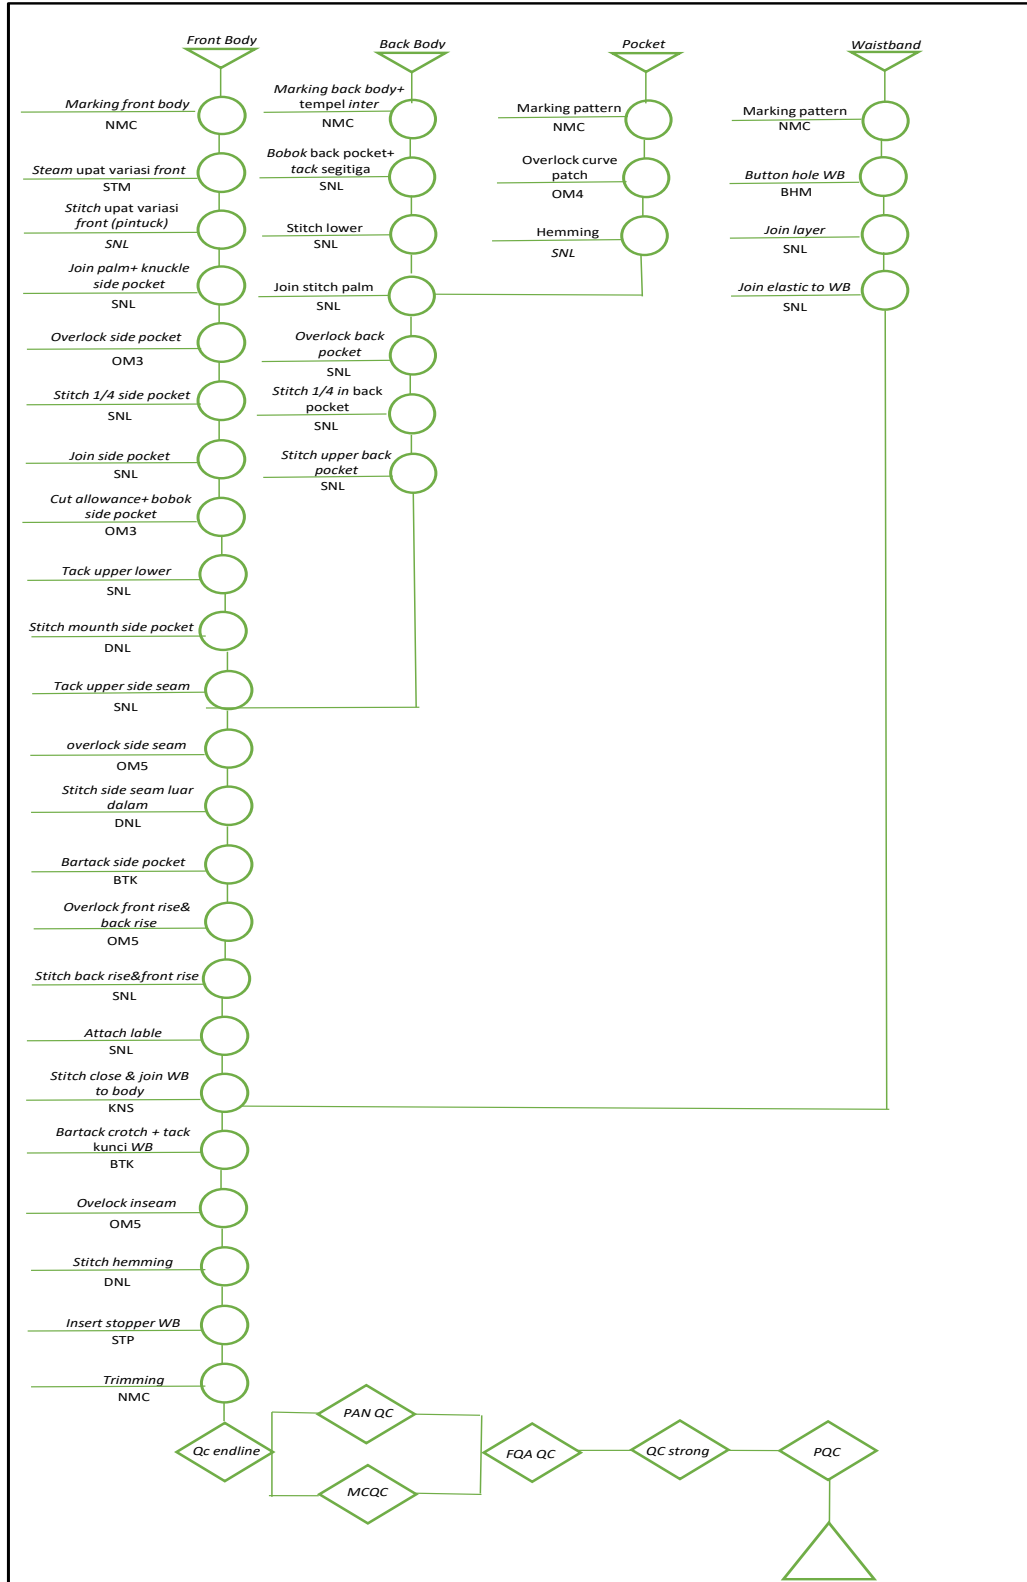 Front Body
Marking front body
NMC
Steam upat variasi front
STM
Stitch upat variasi
front (pintuck)
SNL
Join palm+ knuckle
side pocket
SNL
Overlock side pocket
OM3
Stitch 1/4 side pocket
SNL
Join side pocket
SNL
Cut allowance+ bobok
side pocket
OM3
Tack upper lower
SNL
Stitch mounth side pocket
DNL
Tack upper side seam
SNL
overlock side seam
OM5
Stitch side seam luar
dalam
DNL
Bartack side pocket
BTK
Overlock front rise&
back rise
OM5
Stitch back rise&front rise
SNL
Attach lable
SNL
Stitch close & join WB
to body
KNS
Bartack crotch + tack
kunci WB
BTK
Ovelock inseam
OM5
Stitch hemming
DNL
Insert stopper WB
STP
Trimming
NMC
Back Body
Marking back body+
tempel inter
NMC
Bobok back pocket+
tack segitiga
SNL
Stitch lower
SNL
Join stitch palm
SNL
Overlock back
pocket
SNL
Stitch 1/4 in back
pocket
SNL
Stitch upper back
pocket
SNL
Pocket
Marking pattern
NMC
Overlock curve
patch
OM4
Hemming
SNL
Waistband
Marking pattern
NMC
Button hole WB
BHM
Join layer
SNL
Join elastic to WB
SNL
Qc endline
PAN QC
MCQC
FQA QC
QC strong
PQC